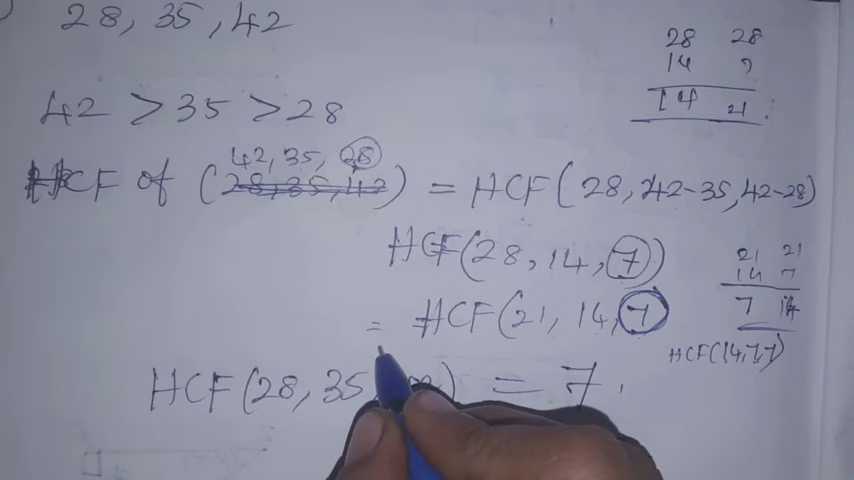 28, 35, 42
28 28
14 7
14 21
42 > 35 > 28
42, 35, 28
HCF of (28,35,42) = HCF(28, 42-35, 42-28)
HCF(28, 14, 7)
21 21
14 7
7 14
= HCF(21, 14, 7)
HCF(14,7,7)
HCF(28, 35, ) = 7.